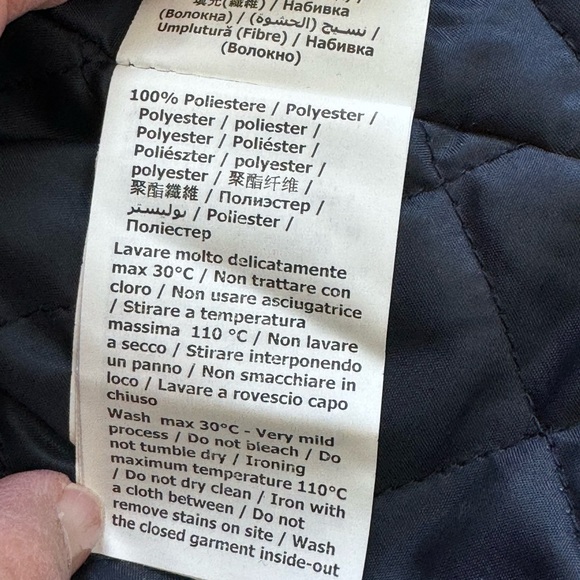 填充(纖維) / Набивка
(Волокна) / نسيج (الحشوة) /
Umplutură (Fibre) / Набивка
(Волокно)
100% Poliestere / Polyester /
Polyester / poliester /
Polyester / Poliéster /
Poliészter / polyester /
polyester / 聚酯纤维 /
聚酯纖維 / Полиэстер /
بوليستر / Poliester /
Поліестер
Lavare molto delicatamente
max 30°C / Non trattare con
cloro / Non usare asciugatrice
/ Stirare a temperatura
massima 110 °C / Non lavare
a secco / Stirare interponendo
un panno / Non smacchiare in
loco / Lavare a rovescio capo
chiuso
Wash max 30°C - Very mild
process / Do not bleach / Do
not tumble dry / Ironing
maximum temperature 110°C
/ Do not dry clean / Iron with
a cloth between / Do not
remove stains on site / Wash
the closed garment inside-out